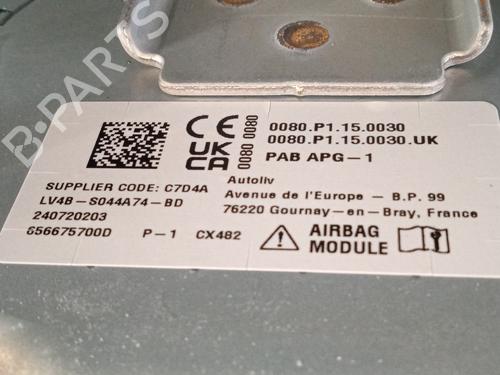 B-PARTS
CE
UK
CA
0080 0080
0080.P1.15.0030
0080.P1.15.0030.UK
PAB APG-1
SUPPLIER CODE: C7D4A
LV4B-S044A74-BD
240720203
656675700D P-1 CX482
Autoliv
Avenue de l'Europe - B.P. 99
76220 Gournay-en-Bray, France
AIRBAG
MODULE